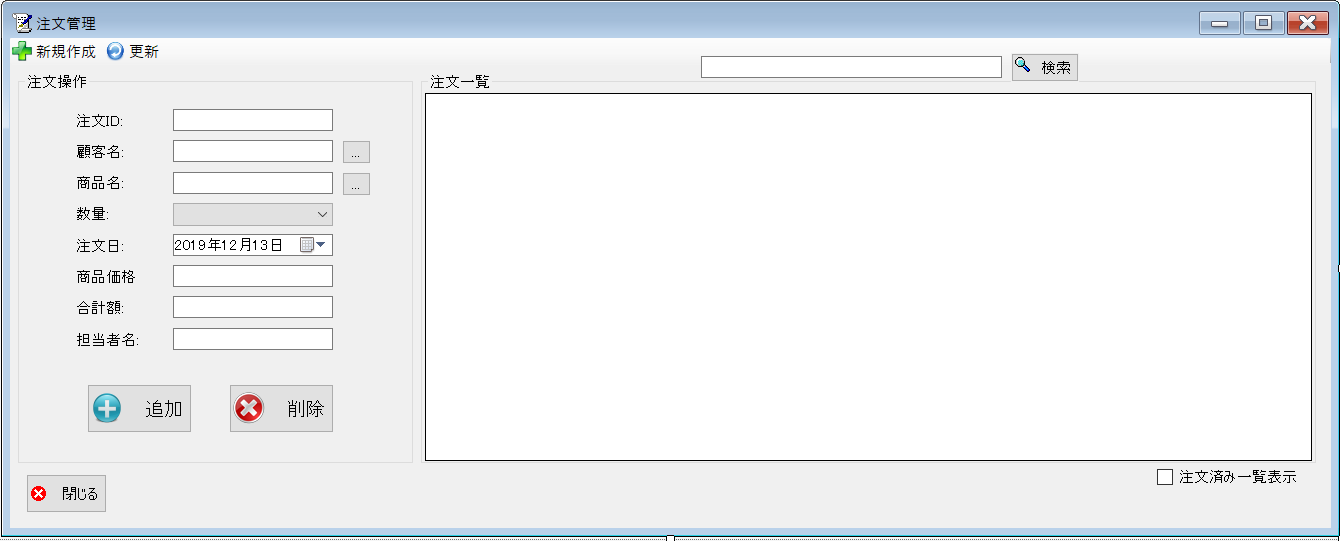 注文管理
新規作成 更新
検索
注文操作
注文ID:
顧客名:
...
商品名:
...
数量:
注文日:
2019年12月13日
商品価格
合計額:
担当者名:
追加
削除
注文一覧
注文済み一覧表示
閉じる